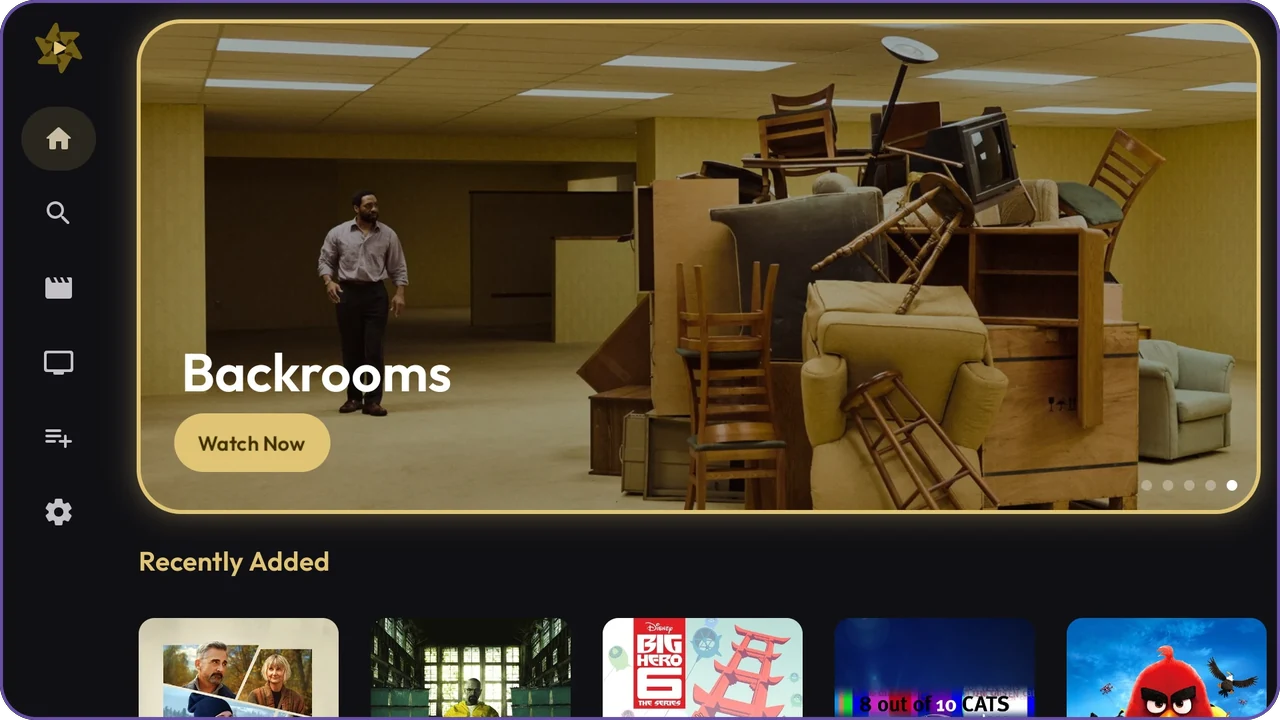 Backrooms
Watch Now
Recently Added
Disney
BIG
HERO
6
THE SERIES
8 out of 10 CATS